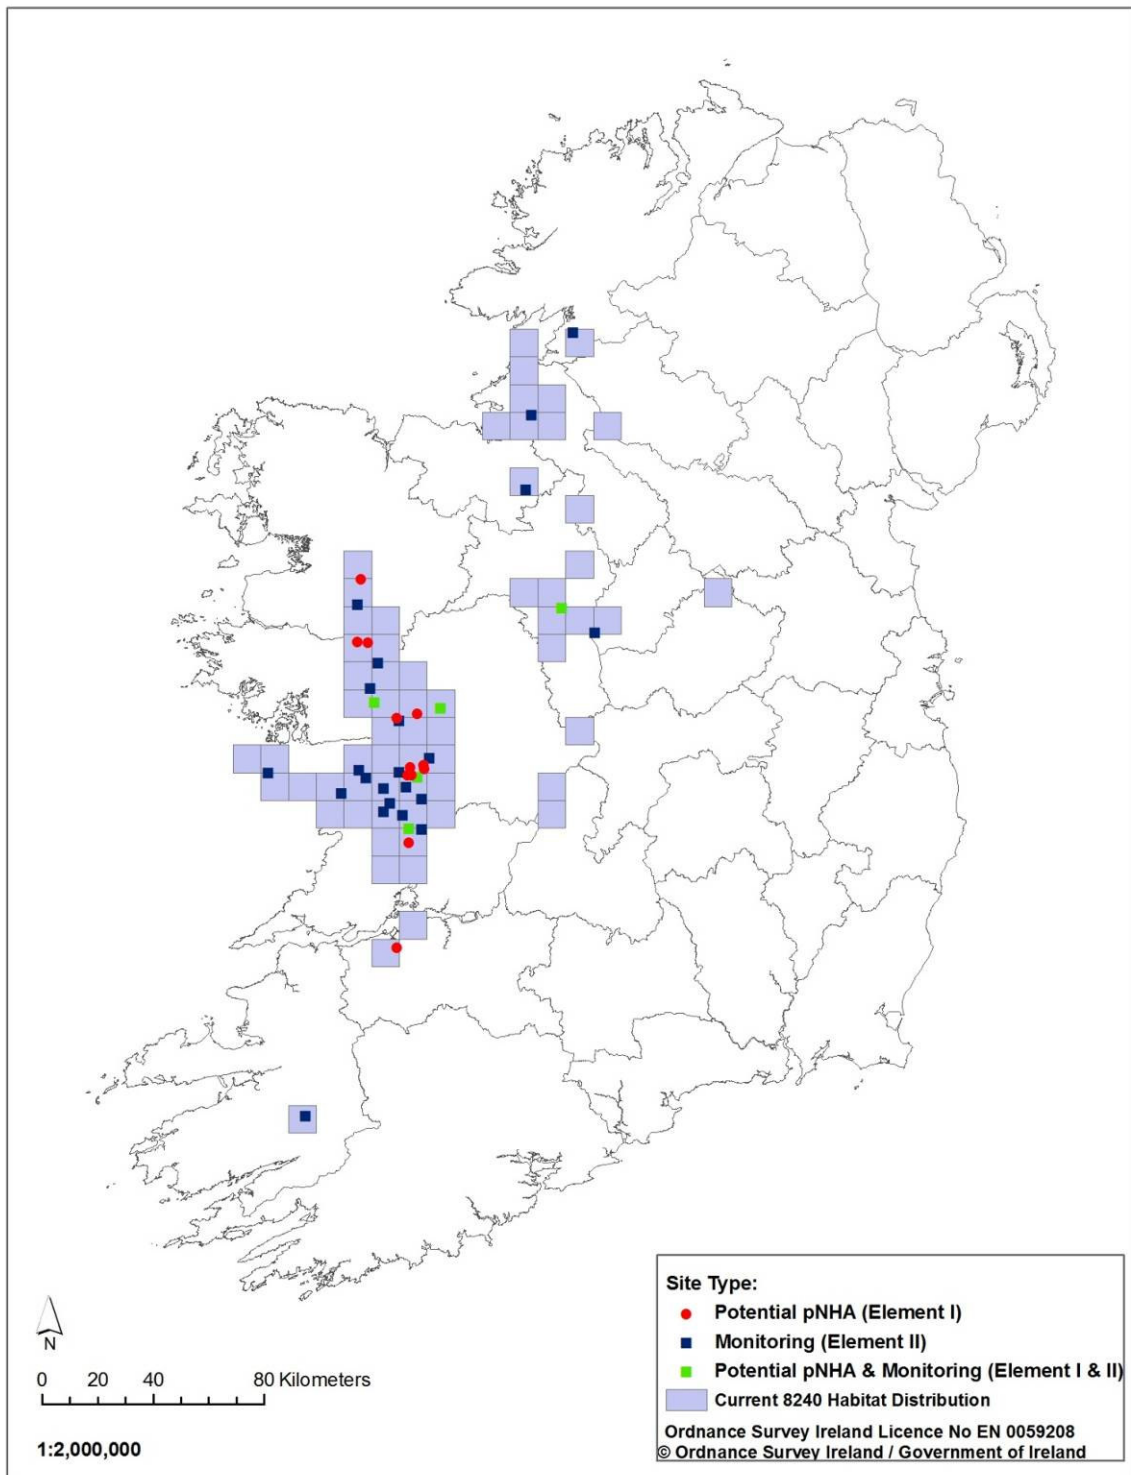 Site Type:
Potential pNHA (Element I)
Monitoring (Element II)
Potential pNHA & Monitoring (Element I & II)
Current 8240 Habitat Distribution
Ordnance Survey Ireland Licence No EN 0059208
© Ordnance Survey Ireland / Government of Ireland
N
0 20 40 80 Kilometers
1:2,000,000